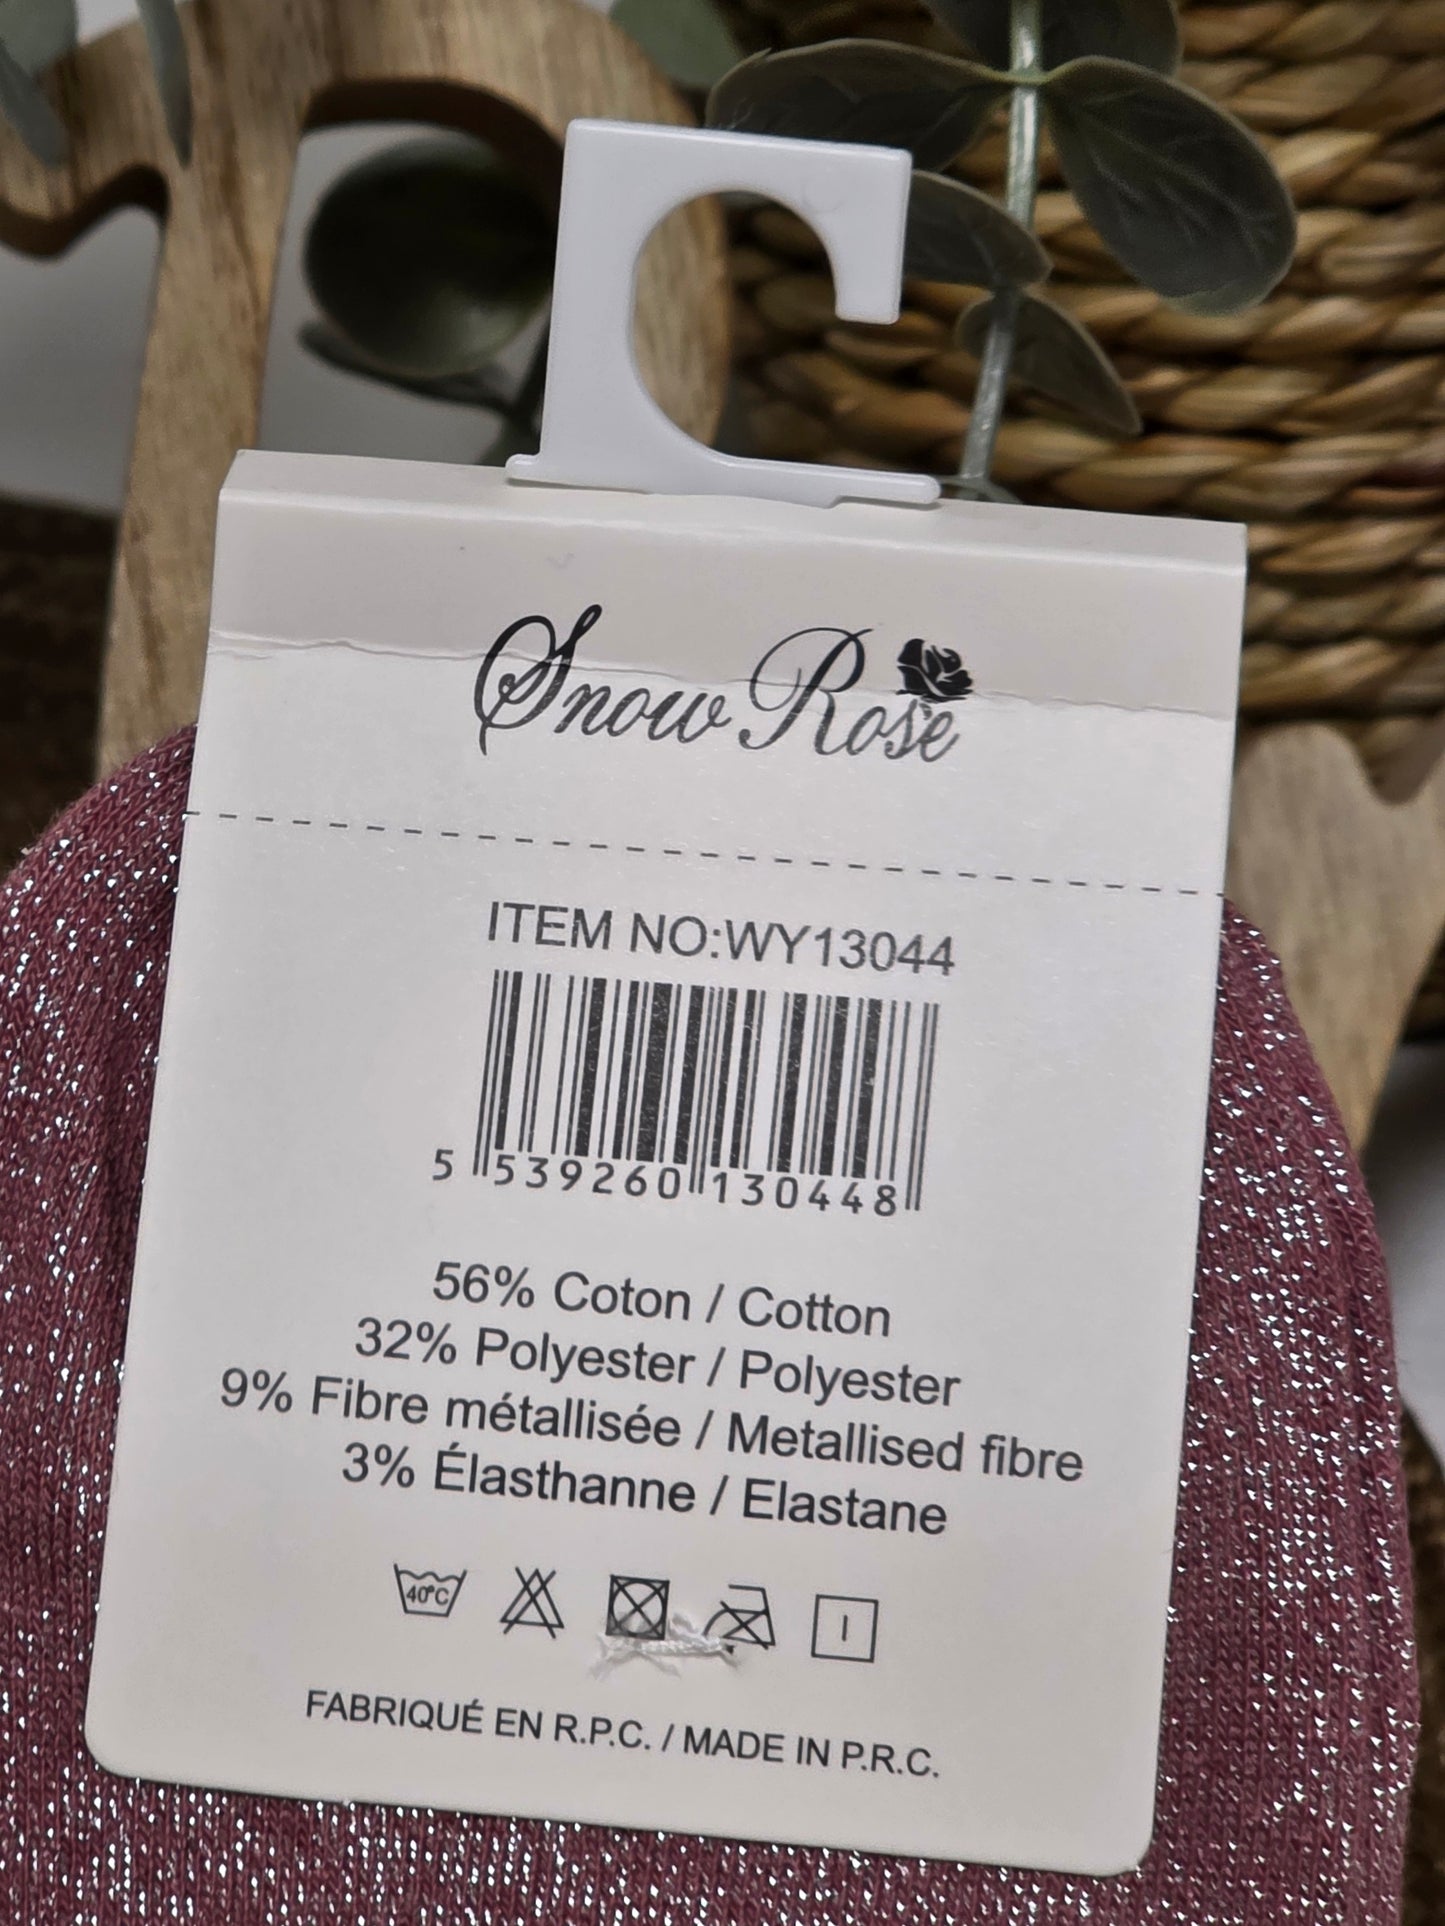 Snow Rose
ITEM NO:WY13044
5 539260 130448
56% Coton / Cotton
32% Polyester / Polyester
9% Fibre métallisée / Metallised fibre
3% Élasthanne / Elastane
40°C
FABRIQUÉ EN R.P.C. / MADE IN P.R.C.